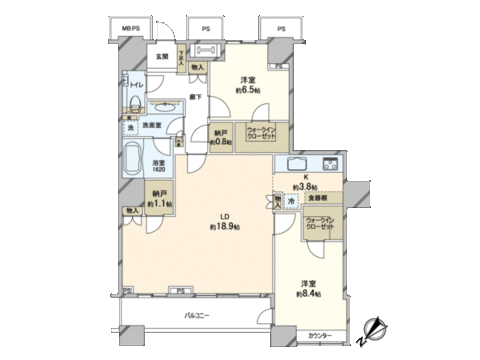 MB PS
PS
PS
玄関
下足入
物入
洋室
約6.5帖
PS
トイレ
廊下
洗面室
洗
納戸
約0.8帖
ウォークイン
クローゼット
浴室
1620
K
約3.8帖
冷
食器棚
納戸
約1.1帖
物入
LD
約18.9帖
物入
ウォークイン
クローゼット
洋室
約8.4帖
PS
PS
バルコニー
カウンター
N